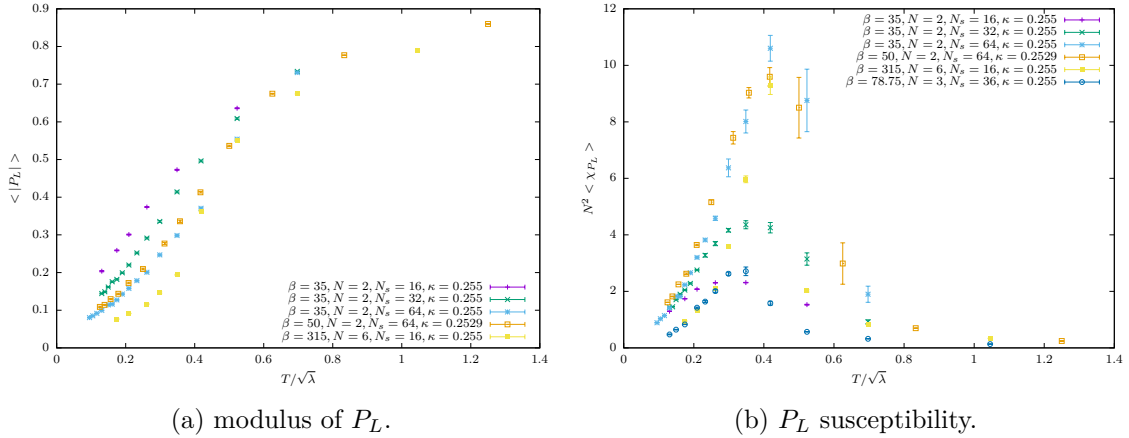 0.9
0.8
0.7
0.6
0.5
0.4
0.3
0.2
0.1
0
0 0.2 0.4 0.6 0.8 1 1.2 1.4
< |P_L| >
T/√λ
β = 35, N = 2, N_s = 16, κ = 0.255
β = 35, N = 2, N_s = 32, κ = 0.255
β = 35, N = 2, N_s = 64, κ = 0.255
β = 50, N = 2, N_s = 64, κ = 0.2529
β = 315, N = 6, N_s = 16, κ = 0.255
(a) modulus of P_L.
12
10
8
6
4
2
0
0 0.2 0.4 0.6 0.8 1 1.2 1.4
N² < χ_{P_L} >
T/√λ
β = 35, N = 2, N_s = 16, κ = 0.255
β = 35, N = 2, N_s = 32, κ = 0.255
β = 35, N = 2, N_s = 64, κ = 0.255
β = 50, N = 2, N_s = 64, κ = 0.2529
β = 315, N = 6, N_s = 16, κ = 0.255
β = 78.75, N = 3, N_s = 36, κ = 0.255
(b) P_L susceptibility.